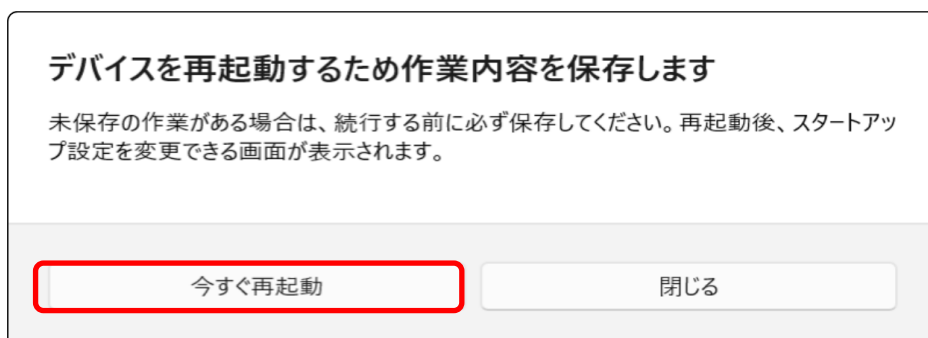 デバイスを再起動するため作業内容を保存します
未保存の作業がある場合は、続行する前に必ず保存してください。再起動後、スタートアッ
プ設定を変更できる画面が表示されます。
今すぐ再起動
閉じる